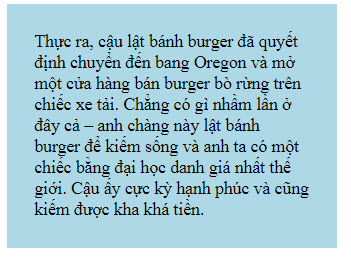 Thực ra, cậu lật bánh burger đã quyết
định chuyển đến bang Oregon và mở
một cửa hàng bán burger bò rừng trên
chiếc xe tải. Chẳng có gì nhầm lẫn ở
đây cả – anh chàng này lật bánh
burger để kiếm sống và anh ta có một
chiếc bằng đại học danh giá nhất thế
giới. Cậu ấy cực kỳ hạnh phúc và cũng
kiếm được kha khá tiền.